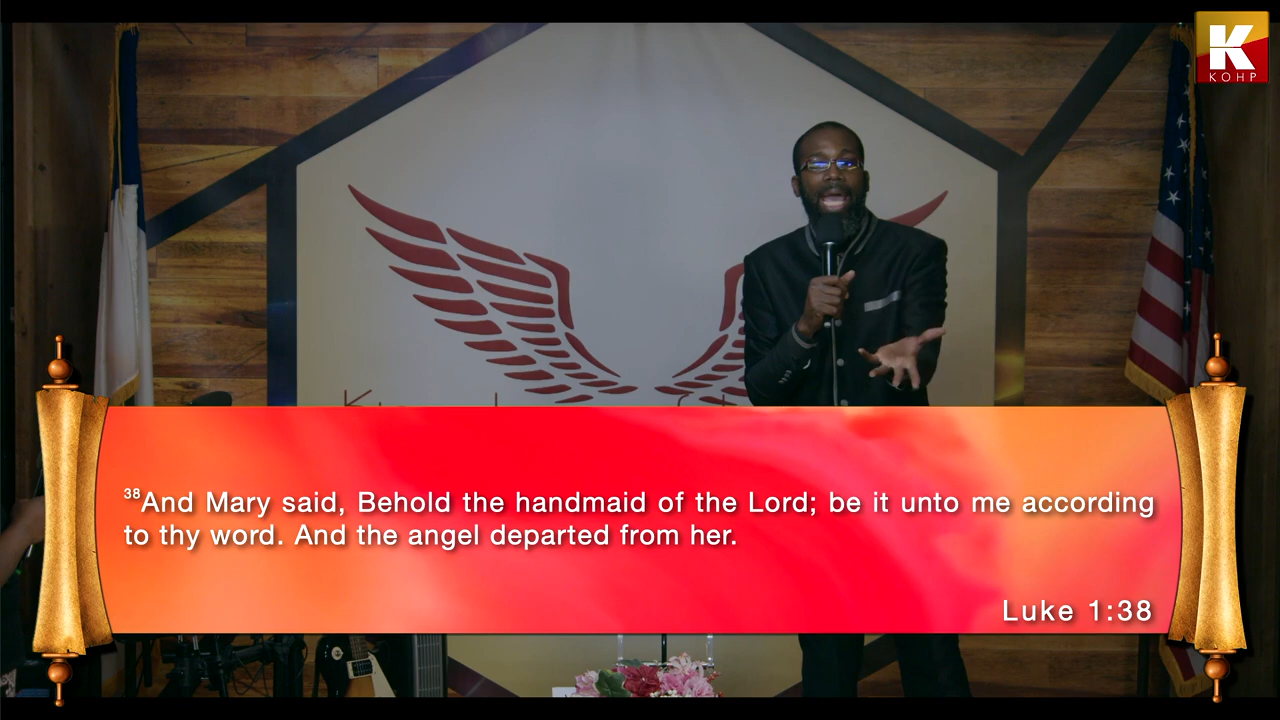 K
KOHP
38And Mary said, Behold the handmaid of the Lord; be it unto me according
to thy word. And the angel departed from her.
Luke 1:38